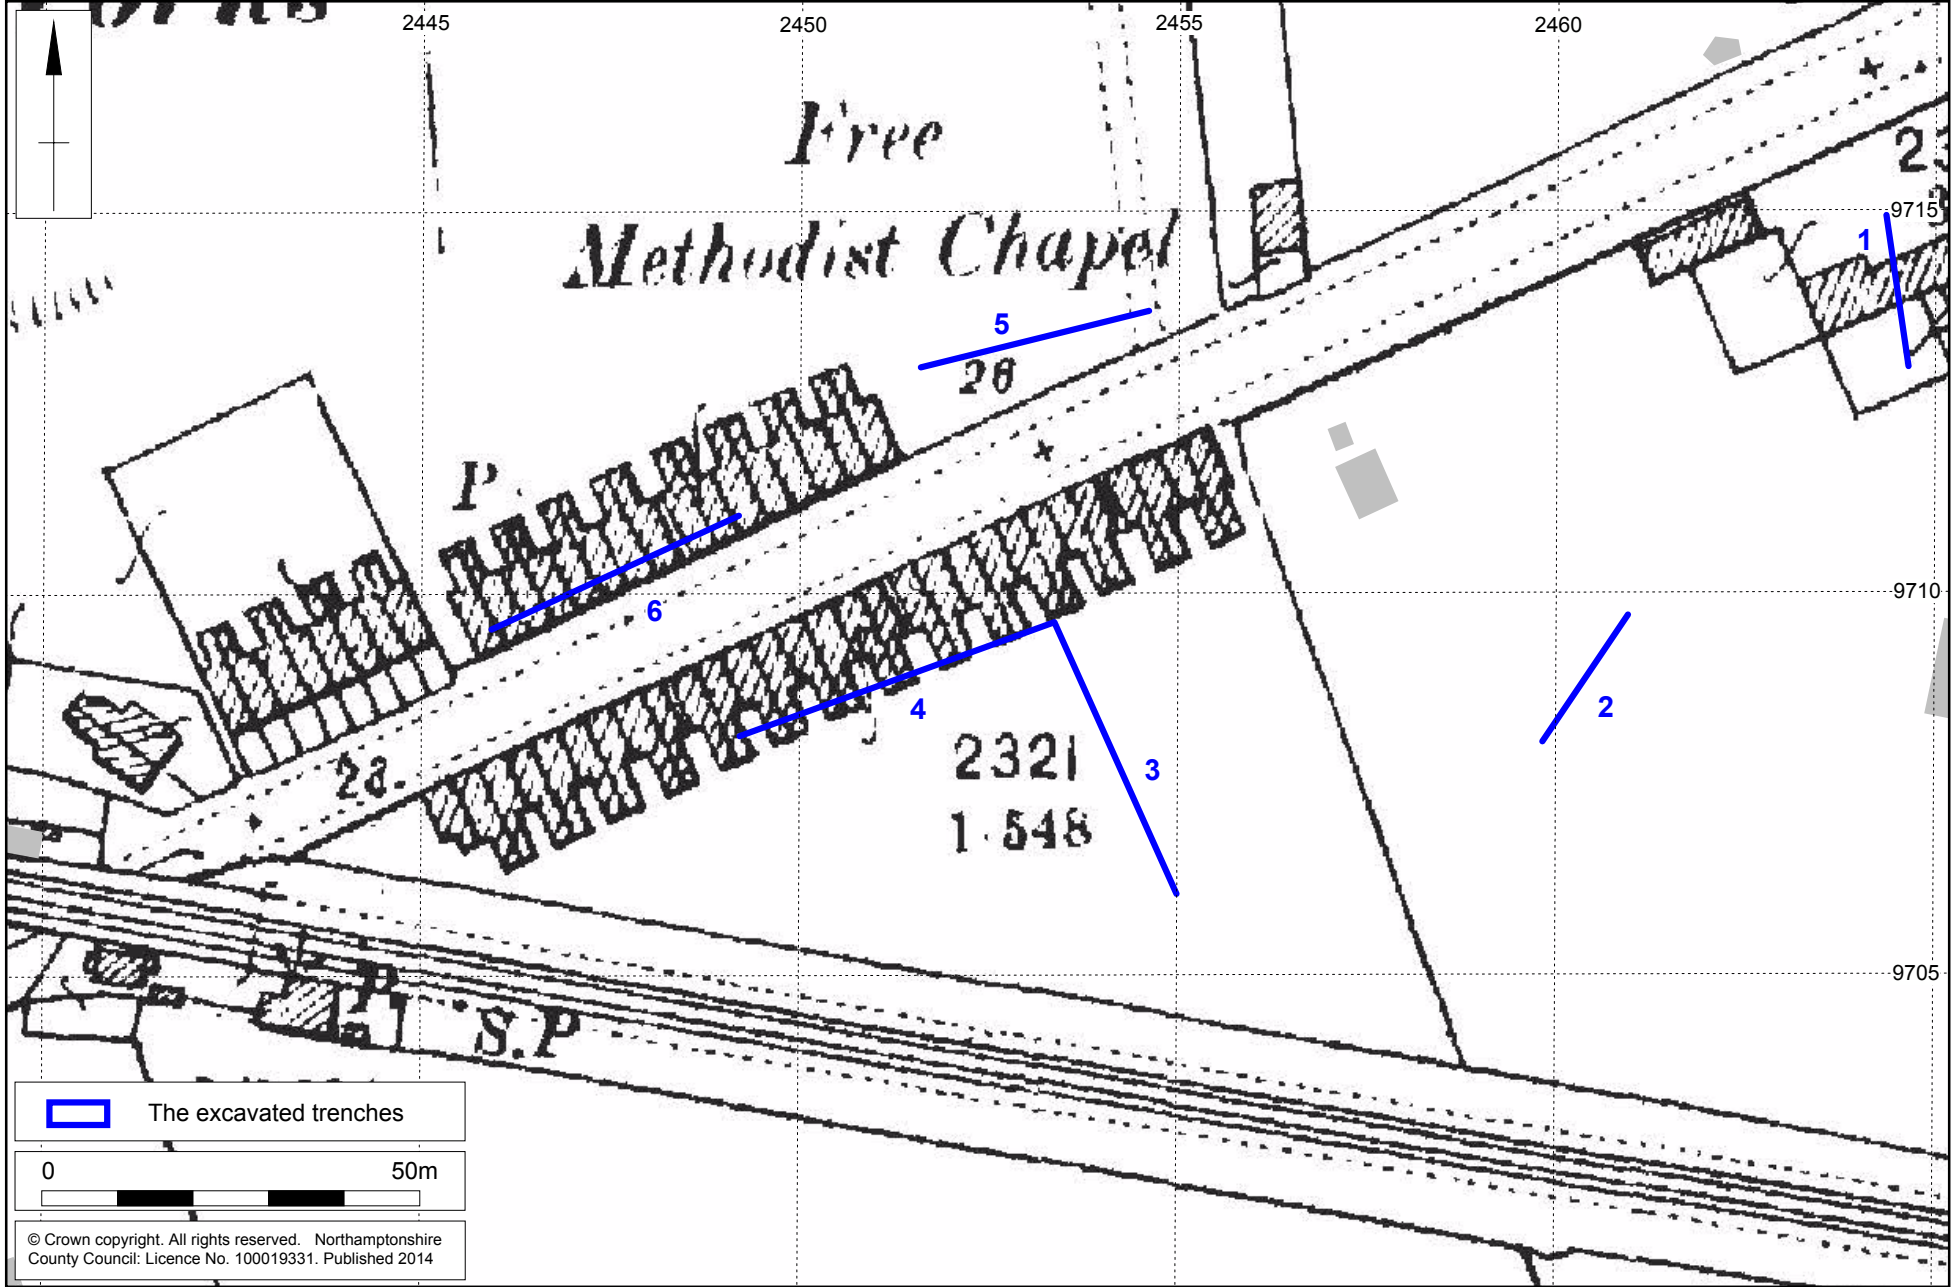 2445
2450
2455
2460
Free
Methodist Chapel
9715
1
5
26
P
6
9710
4
2
2321
3
28.
1.548
9705
P
S.P
The excavated trenches
0 50m
© Crown copyright. All rights reserved. Northamptonshire
County Council: Licence No. 100019331. Published 2014